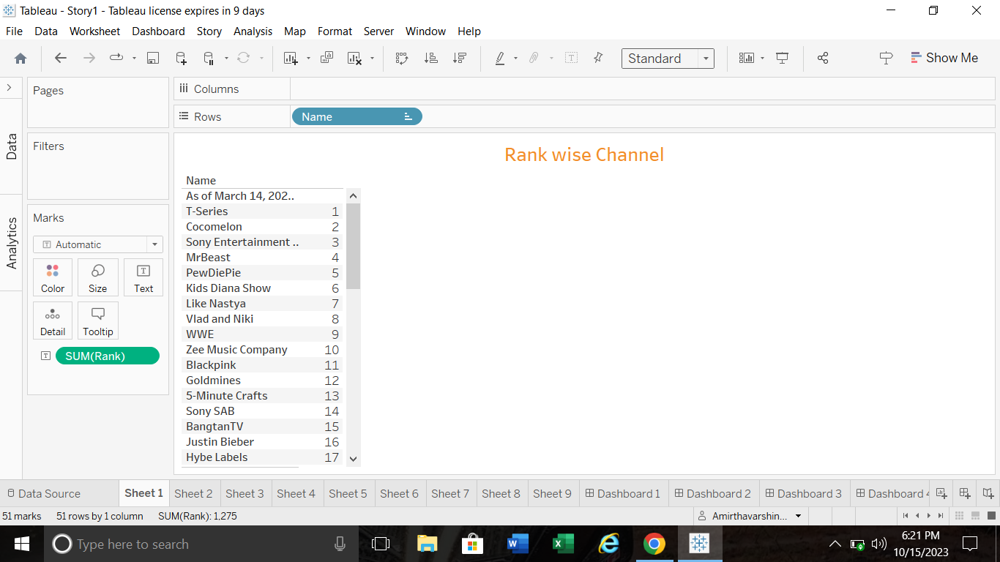 Tableau - Story1 - Tableau license expires in 9 days
File Data Worksheet Dashboard Story Analysis Map Format Server Window Help
Standard
Show Me
Data
Analytics
Pages
Filters
Marks
Automatic
Color Size Text
Detail Tooltip
SUM(Rank)
Columns
Rows Name
Rank wise Channel
Name
As of March 14, 202..
T-Series 1
Cocomelon 2
Sony Entertainment .. 3
MrBeast 4
PewDiePie 5
Kids Diana Show 6
Like Nastya 7
Vlad and Niki 8
WWE 9
Zee Music Company 10
Blackpink 11
Goldmines 12
5-Minute Crafts 13
Sony SAB 14
BangtanTV 15
Justin Bieber 16
Hybe Labels 17
Data Source Sheet 1 Sheet 2 Sheet 3 Sheet 4 Sheet 5 Sheet 6 Sheet 7 Sheet 8 Sheet 9 Dashboard 1 Dashboard 2 Dashboard 3 Dashboard 4
51 marks 51 rows by 1 column SUM(Rank): 1,275 Amirthavarshin...
Type here to search
6:21 PM
10/15/2023